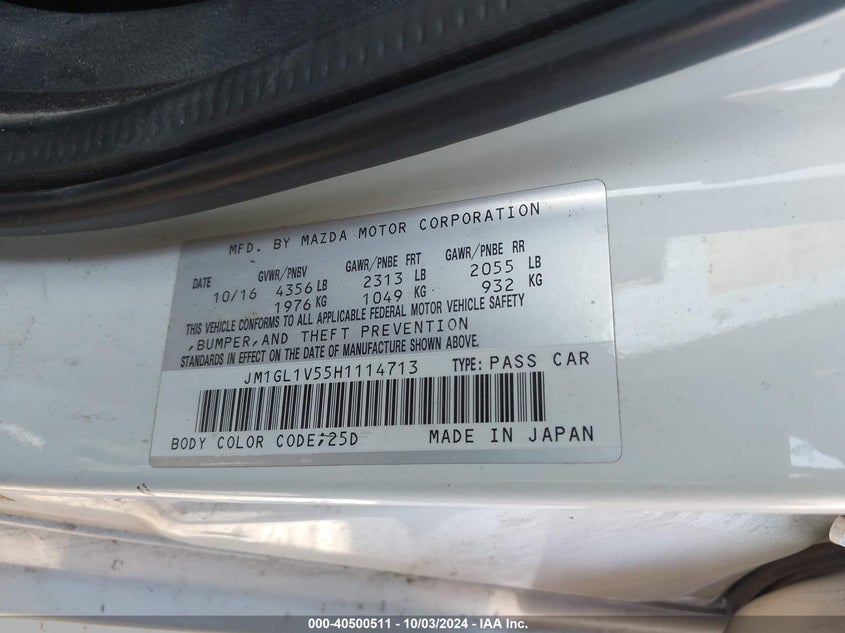 MFD. BY MAZDA MOTOR CORPORATION
DATE GVWR/PNBV GAWR/PNBE FRT GAWR/PNBE RR
10/16 4356 LB 2313 LB 2055 LB
1976 KG 1049 KG 932 KG
THIS VEHICLE CONFORMS TO ALL APPLICABLE FEDERAL MOTOR VEHICLE SAFETY
,BUMPER,AND THEFT PREVENTION
STANDARDS IN EFFECT ON THE DATE OF MANUFACTURE SHOWN ABOVE.
JM1GL1V55H1114713 TYPE: PASS CAR
BODY COLOR CODE;25D MADE IN JAPAN
000-40500511 - 10/03/2024 - IAA Inc.